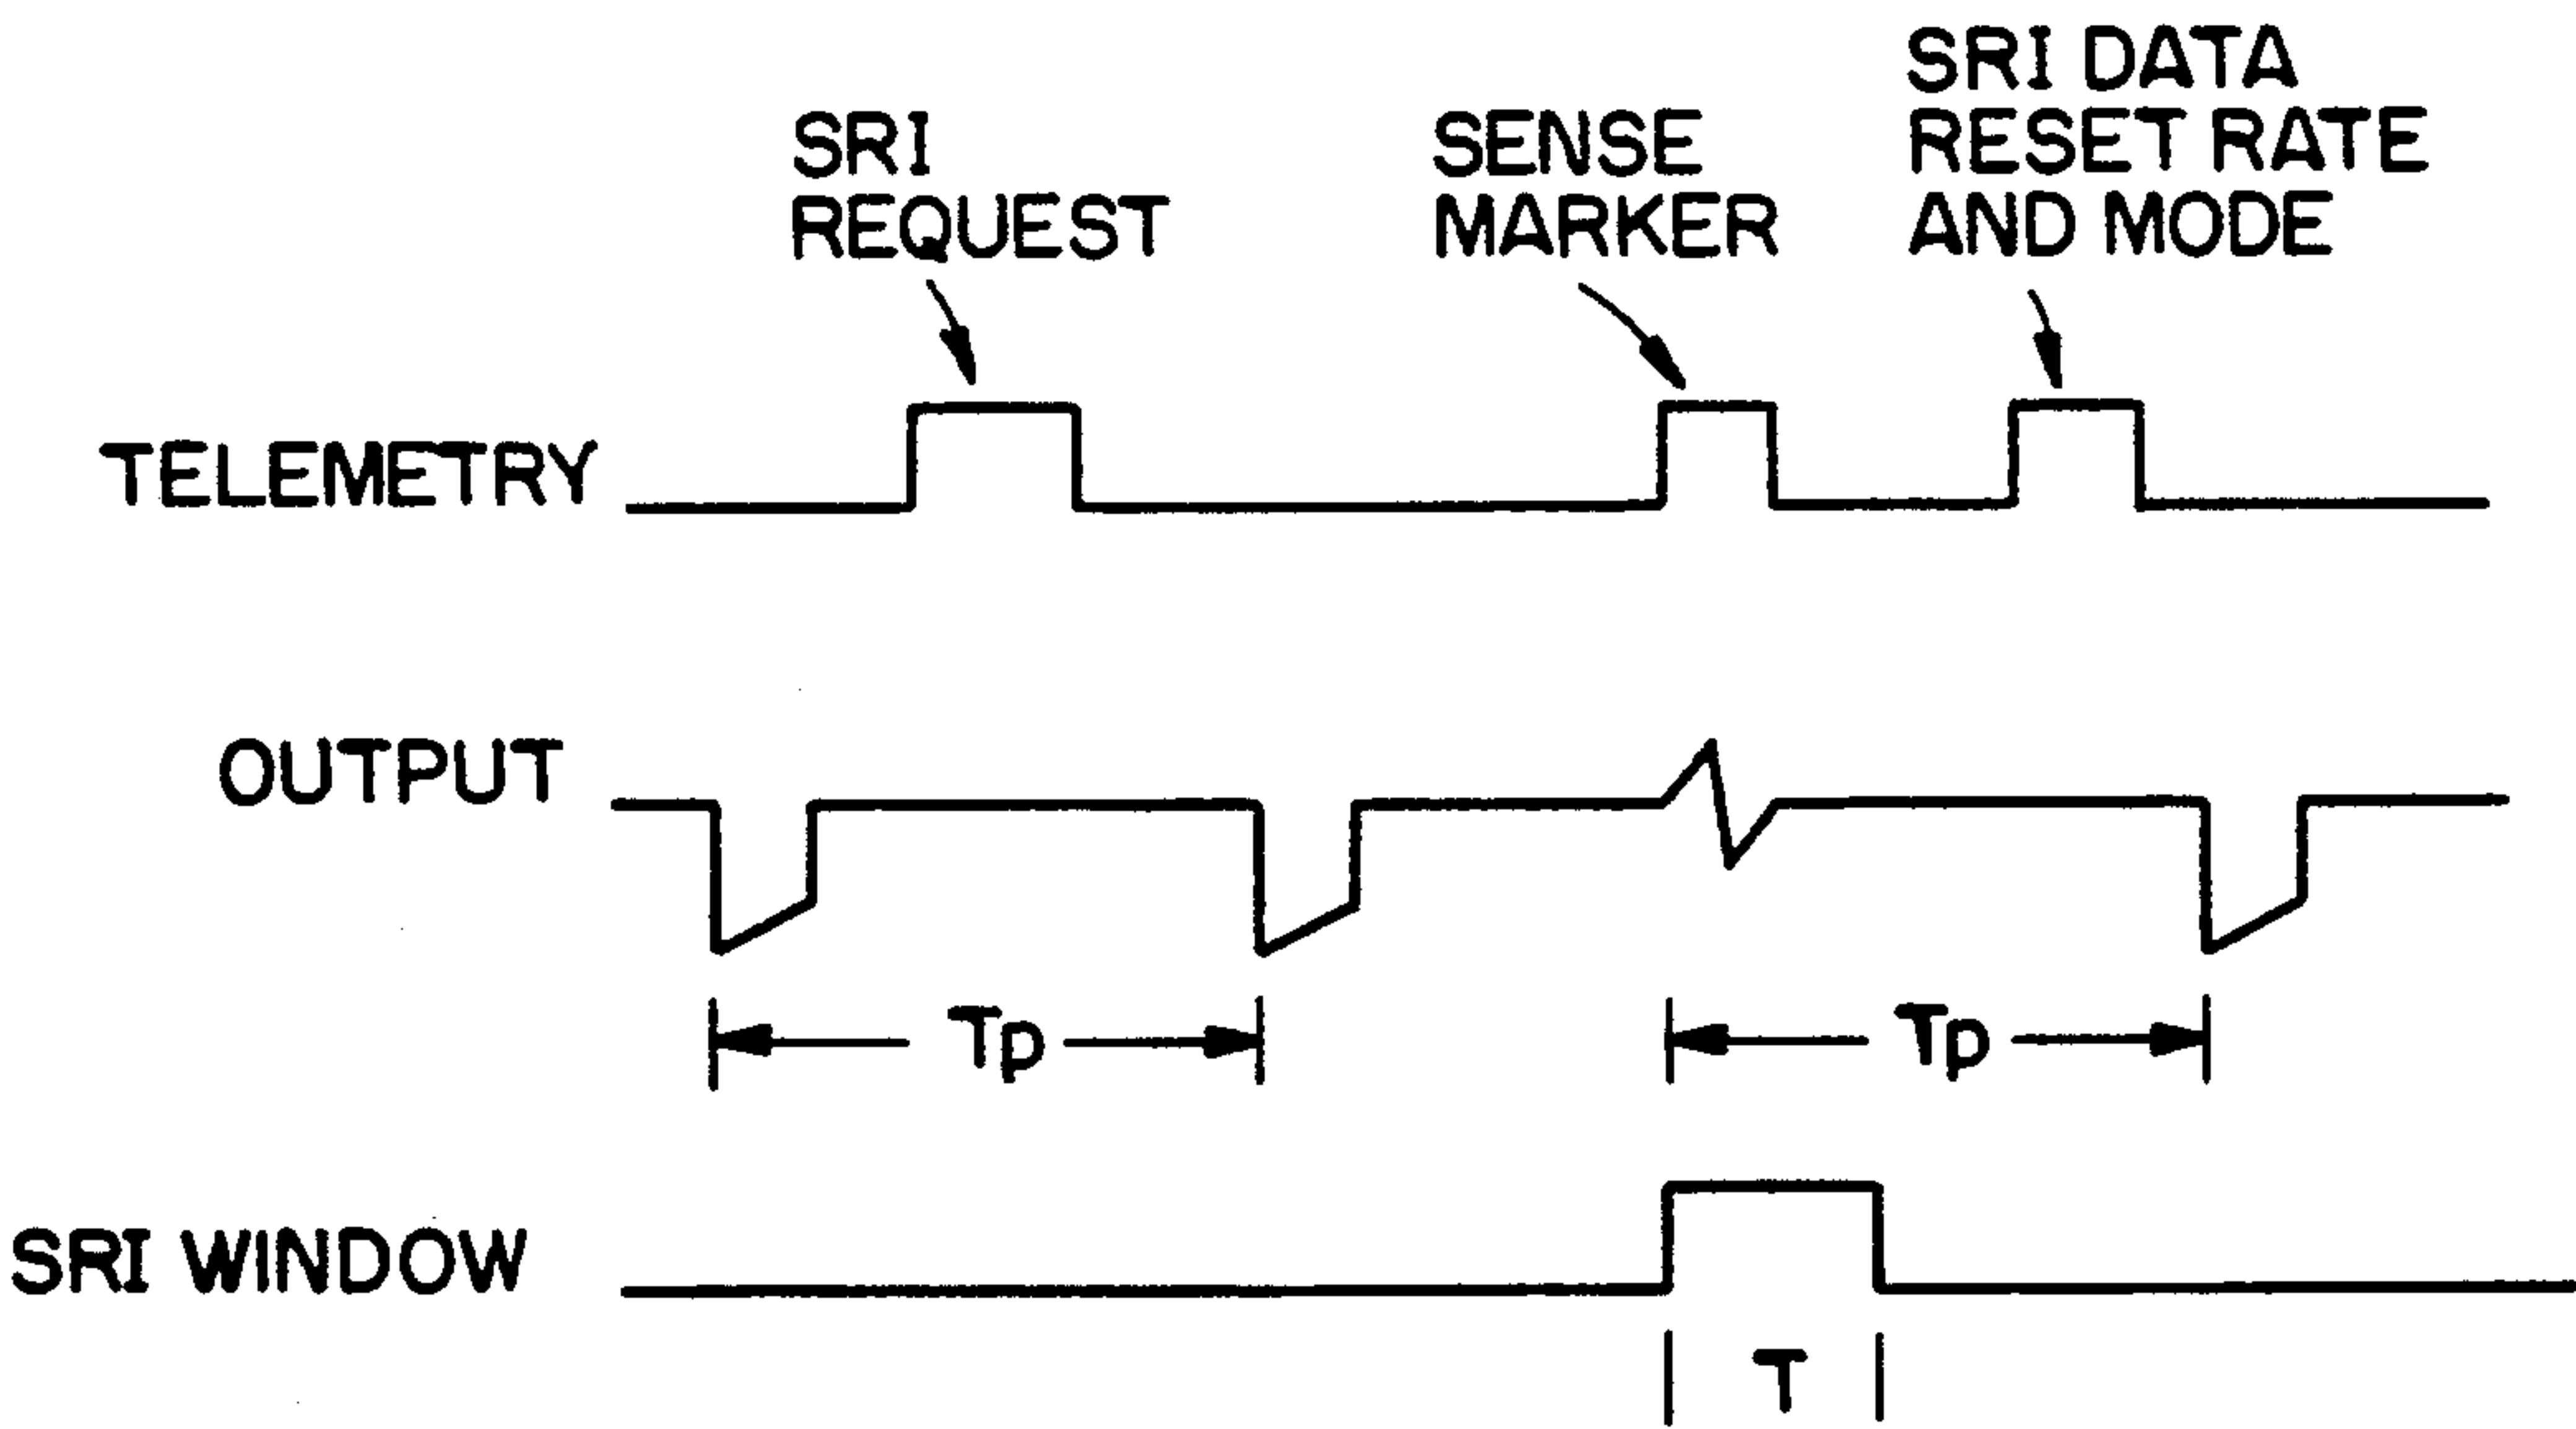 SRI
REQUEST
SENSE
MARKER
SRI DATA
RESET RATE
AND MODE
TELEMETRY
OUTPUT
Tp
Tp
SRI WINDOW
T